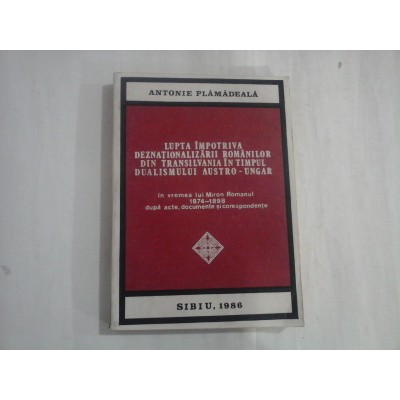 ANTONIE PLĂMĂDEALĂ
LUPTA ÎMPOTRIVA
DEZNAȚIONALIZĂRII ROMÂNILOR
DIN TRANSILVANIA ÎN TIMPUL
DUALISMULUI AUSTRO-UNGAR
în vremea lui Miron Romanul
1874-1898
după acte, documente și corespondențe
SIBIU, 1986